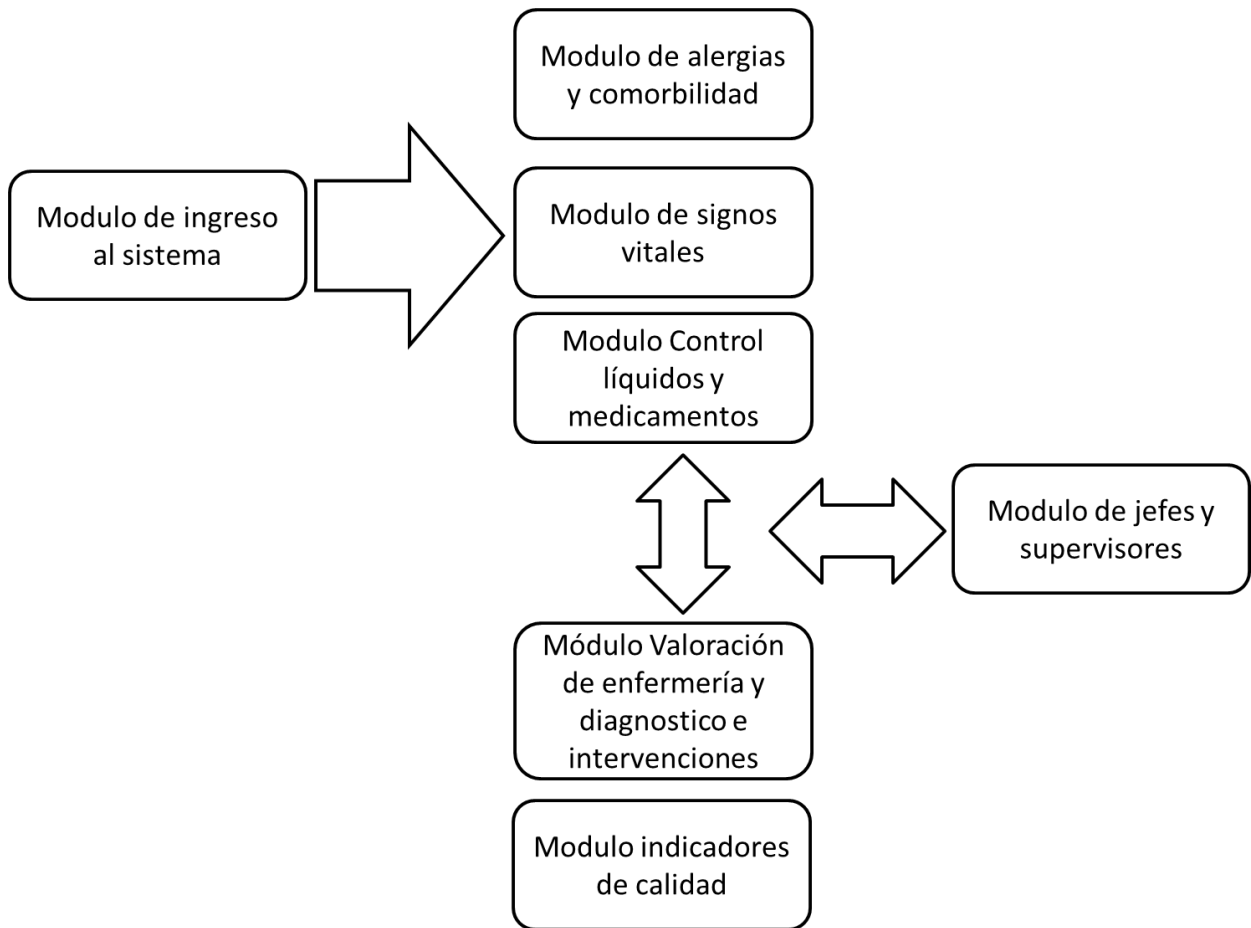 Modulo de alergias
y comorbilidad
Modulo de ingreso
al sistema
Modulo de signos
vitales
Modulo Control
líquidos y
medicamentos
Modulo de jefes y
supervisores
Módulo Valoración
de enfermería y
diagnostico e
intervenciones
Modulo indicadores
de calidad